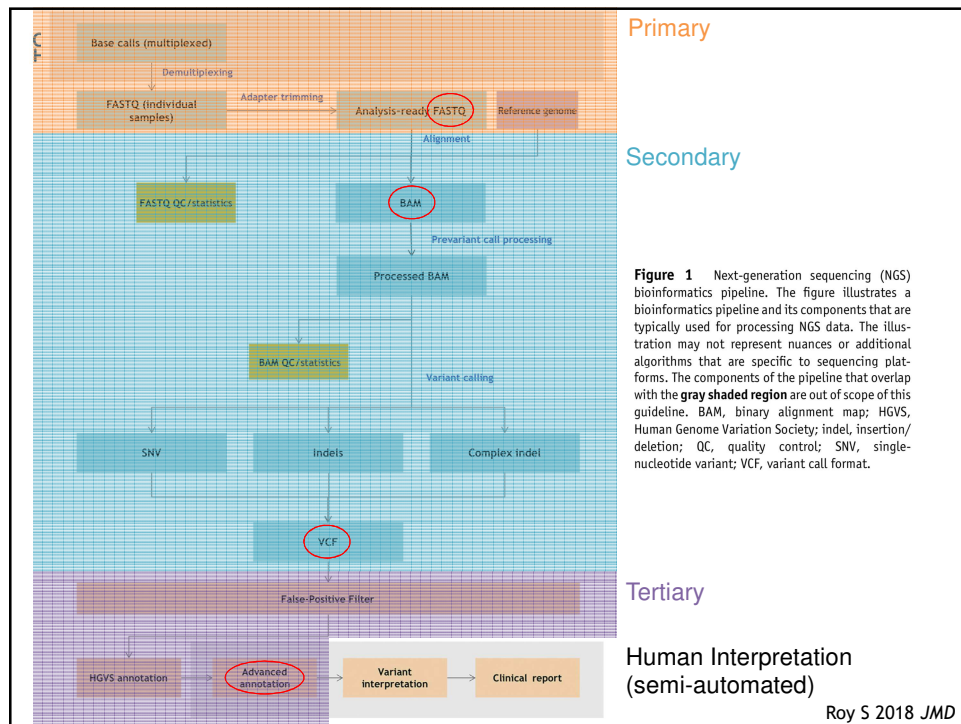 Primary
Base calls (multiplexed)
Demultiplexing
FASTQ (individual
samples)
Adapter trimming
Analysis-ready FASTQ
Reference genome
Alignment
Secondary
FASTQ QC/statistics
BAM
Prevariant call processing
Processed BAM
BAM QC/statistics
Variant calling
SNV
Indels
Complex indel
VCF
Figure 1 Next-generation sequencing (NGS)
bioinformatics pipeline. The figure illustrates a
bioinformatics pipeline and its components that are
typically used for processing NGS data. The illus-
tration may not represent nuances or additional
algorithms that are specific to sequencing plat-
forms. The components of the pipeline that overlap
with the gray shaded region are out of scope of this
guideline. BAM, binary alignment map; HGVS,
Human Genome Variation Society; indel, insertion/
deletion; QC, quality control; SNV, single-
nucleotide variant; VCF, variant call format.
Tertiary
False-Positive Filter
HGVS annotation
Advanced
annotation
Variant
interpretation
Clinical report
Human Interpretation
(semi-automated)
Roy S 2018 JMD